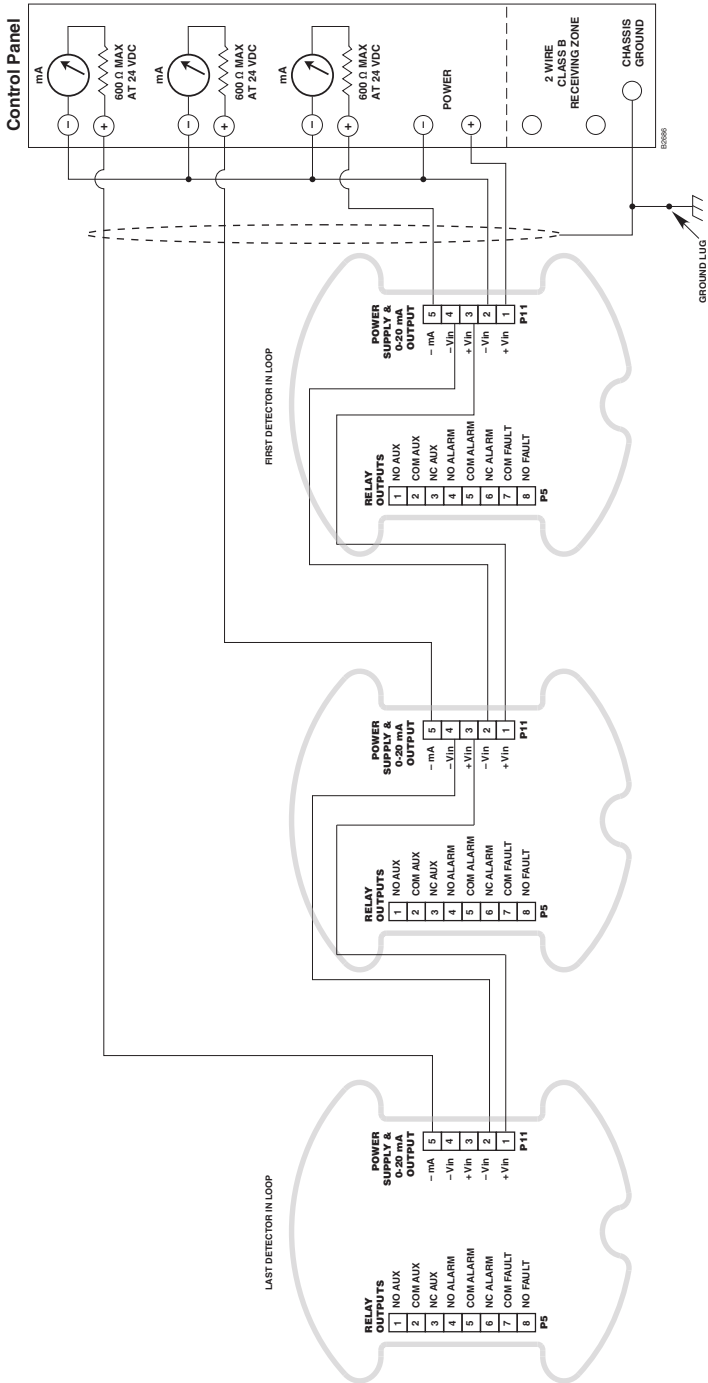 Control Panel
mA
600 Ω MAX
AT 24 VDC
mA
600 Ω MAX
AT 24 VDC
mA
600 Ω MAX
AT 24 VDC
POWER
2 WIRE
CLASS B
RECEIVING ZONE
CHASSIS
GROUND
–
+
–
+
–
+
–
+
B2686
GROUND LUG
FIRST DETECTOR IN LOOP
POWER
SUPPLY &
0-20 mA
OUTPUT
– mA 5
– Vin 4
+ Vin 3
– Vin 2
+ Vin 1
P11
RELAY
OUTPUTS
1 NO AUX
2 COM AUX
3 NC AUX
4 NO ALARM
5 COM ALARM
6 NC ALARM
7 COM FAULT
8 NO FAULT
P5
POWER
SUPPLY &
0-20 mA
OUTPUT
– mA 5
– Vin 4
+ Vin 3
– Vin 2
+ Vin 1
P11
RELAY
OUTPUTS
1 NO AUX
2 COM AUX
3 NC AUX
4 NO ALARM
5 COM ALARM
6 NC ALARM
7 COM FAULT
8 NO FAULT
P5
LAST DETECTOR IN LOOP
POWER
SUPPLY &
0-20 mA
OUTPUT
– mA 5
– Vin 4
+ Vin 3
– Vin 2
+ Vin 1
P11
RELAY
OUTPUTS
1 NO AUX
2 COM AUX
3 NC AUX
4 NO ALARM
5 COM ALARM
6 NC ALARM
7 COM FAULT
8 NO FAULT
P5